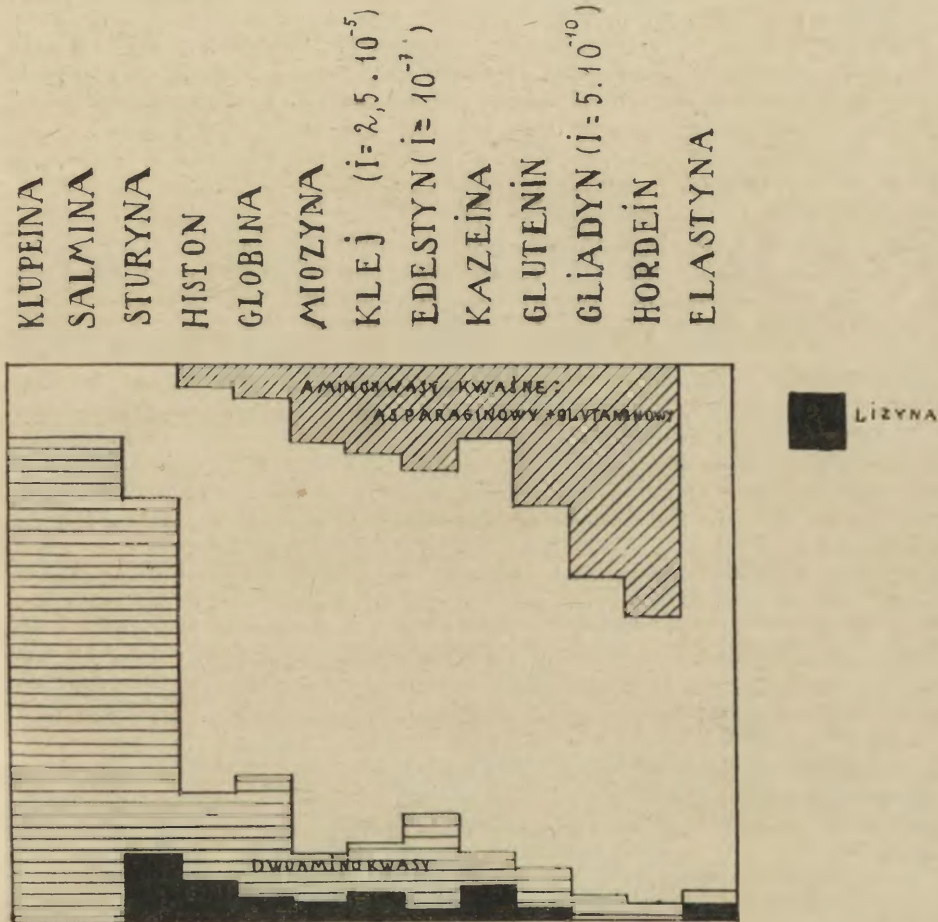 KLUPEINA
SALMINA
STURYNA
HISTON
GLOBINA
MIOZYNA
KLEJ (i=2,5.10⁻⁵)
EDESTYN (i=10⁻⁷)
KAZEINA
GLUTENIN
GLIADYN (i=5.10⁻¹⁰)
HORDEIN
ELASTYNA
AMINOKWASY KWAŚNE:
ASPARAGINOWY+GLUTAMINOWY
LIZYNA
DWUAMINOKWASY